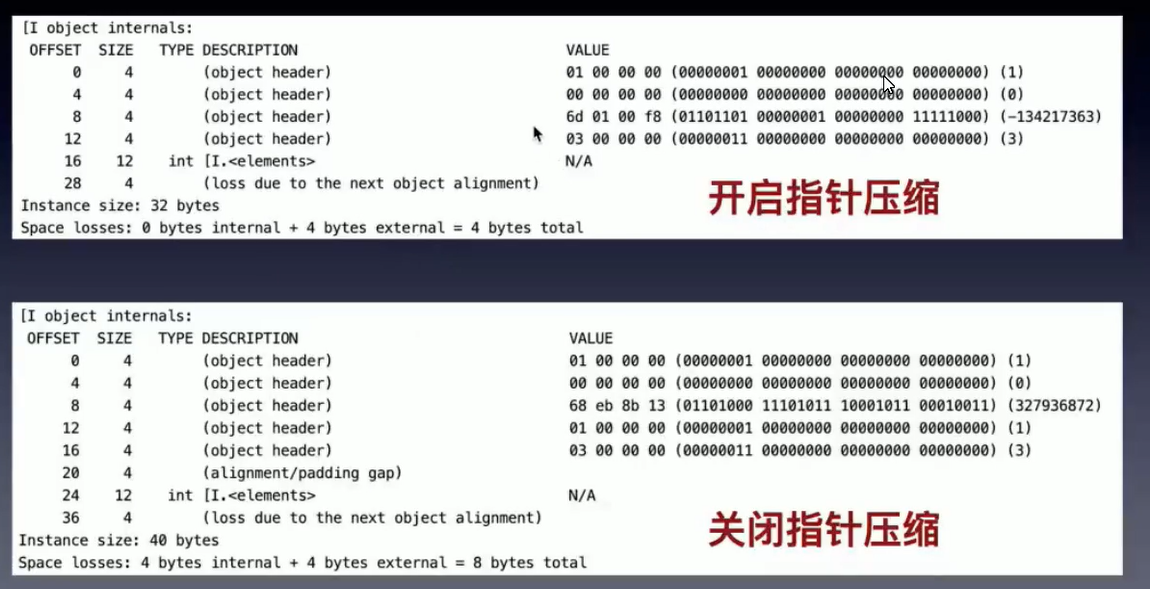 [I object internals:
OFFSET SIZE TYPE DESCRIPTION VALUE
0 4 (object header) 01 00 00 00 (00000001 00000000 00000000 00000000) (1)
4 4 (object header) 00 00 00 00 (00000000 00000000 00000000 00000000) (0)
8 4 (object header) 6d 01 00 f8 (01101101 00000001 00000000 11111000) (-134217363)
12 4 (object header) 03 00 00 00 (00000011 00000000 00000000 00000000) (3)
16 12 int [I.<elements> N/A
28 4 (loss due to the next object alignment)
Instance size: 32 bytes
Space losses: 0 bytes internal + 4 bytes external = 4 bytes total
开启指针压缩
[I object internals:
OFFSET SIZE TYPE DESCRIPTION VALUE
0 4 (object header) 01 00 00 00 (00000001 00000000 00000000 00000000) (1)
4 4 (object header) 00 00 00 00 (00000000 00000000 00000000 00000000) (0)
8 4 (object header) 68 eb 8b 13 (01101000 11101011 10001011 00010011) (327936872)
12 4 (object header) 01 00 00 00 (00000001 00000000 00000000 00000000) (1)
16 4 (object header) 03 00 00 00 (00000011 00000000 00000000 00000000) (3)
20 4 (alignment/padding gap)
24 12 int [I.<elements> N/A
36 4 (loss due to the next object alignment)
Instance size: 40 bytes
Space losses: 4 bytes internal + 4 bytes external = 8 bytes total
关闭指针压缩